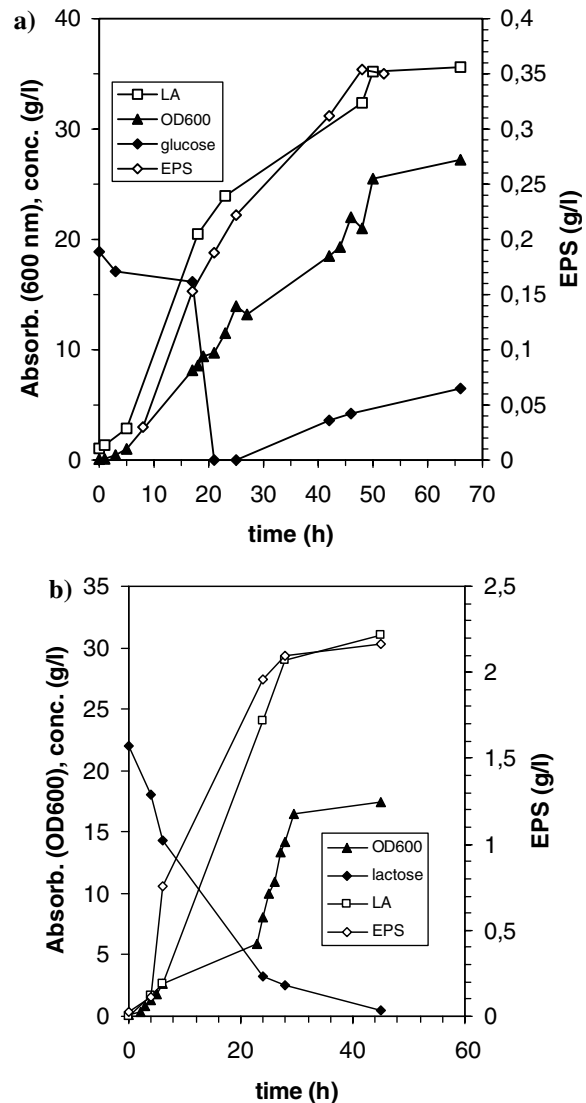 a)
40
30
20
10
0
0,4
0,35
0,3
0,25
0,2
0,15
0,1
0,05
0
LA
OD600
glucose
EPS
Absorb. (600 nm), conc. (g/l)
EPS (g/l)
0 10 20 30 40 50 60 70
time (h)
b)
35
30
25
20
15
10
5
0
2,5
2
1,5
1
0,5
0
OD600
lactose
LA
EPS
Absorb. (OD600), conc. (g/l)
EPS (g/l)
0 20 40 60
time (h)